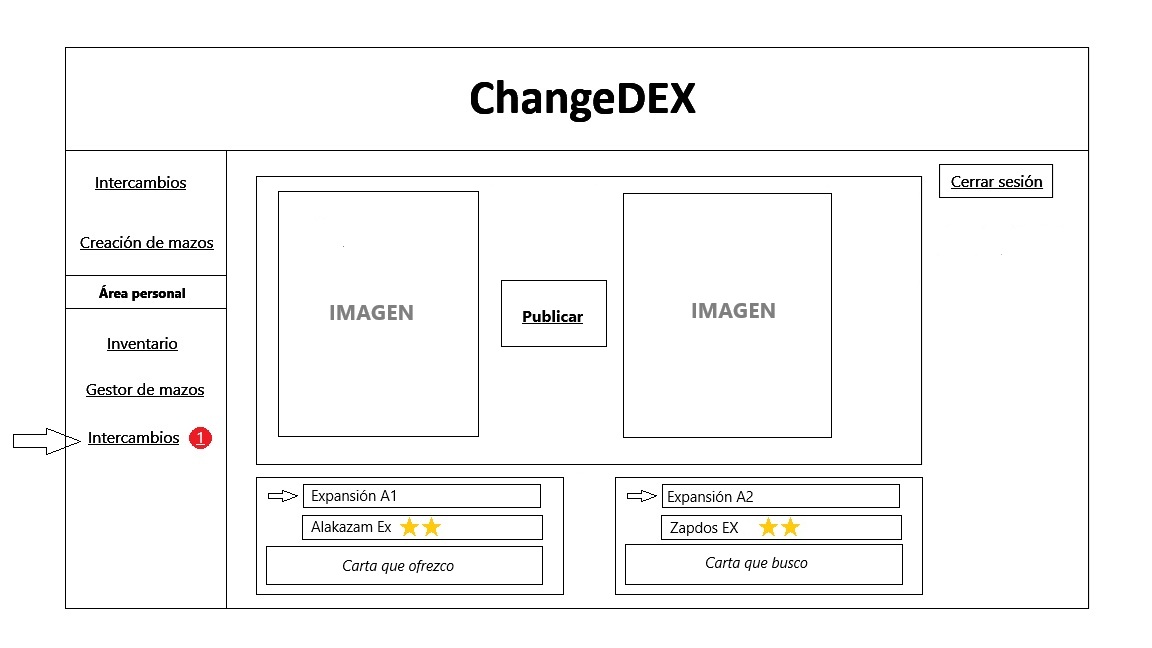 ChangeDEX
Intercambios
Creación de mazos
Área personal
Inventario
Gestor de mazos
Intercambios 1
Cerrar sesión
IMAGEN
Publicar
IMAGEN
Expansión A1
Alakazam Ex
Carta que ofrezco
Expansión A2
Zapdos EX
Carta que busco